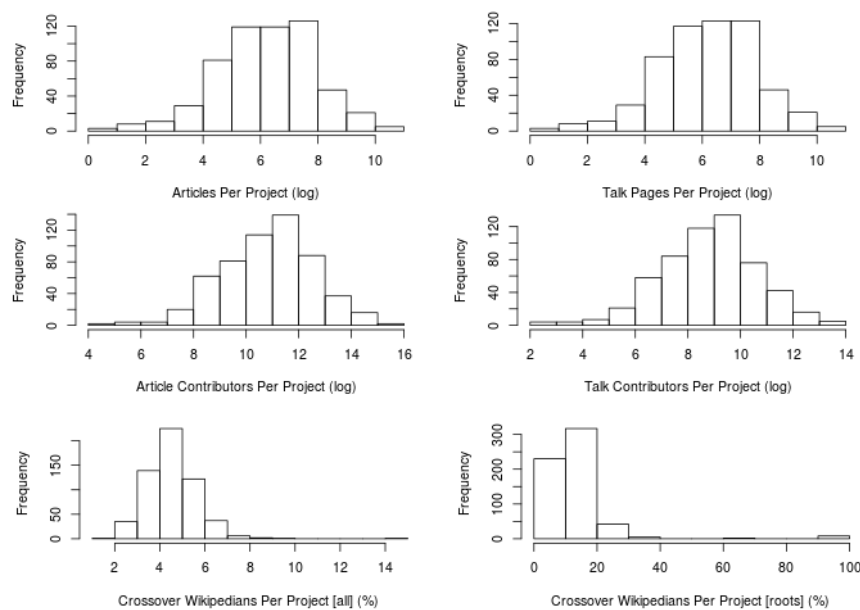 Frequency
0 40 80 120
0 2 4 6 8 10
Articles Per Project (log)
Frequency
0 40 80 120
0 2 4 6 8 10
Talk Pages Per Project (log)
Frequency
0 40 80 120
4 6 8 10 12 14 16
Article Contributors Per Project (log)
Frequency
0 40 80 120
2 4 6 8 10 12 14
Talk Contributors Per Project (log)
Frequency
0 50 150
2 4 6 8 10 12 14
Crossover Wikipedians Per Project [all] (%)
Frequency
0 100 200 300
0 20 40 60 80 100
Crossover Wikipedians Per Project [roots] (%)